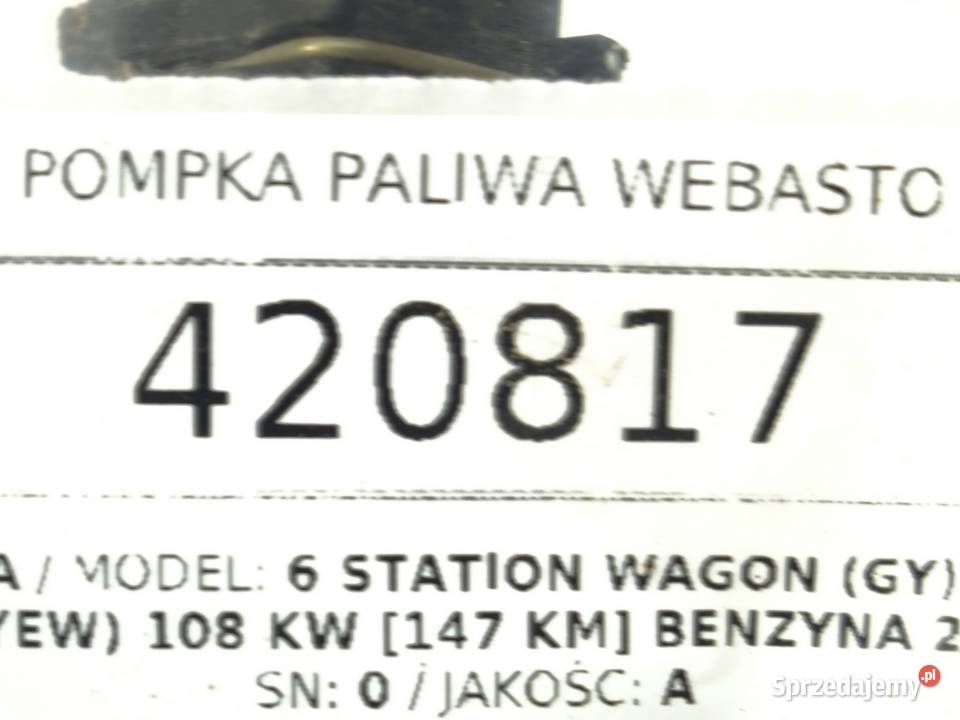 POMPKA PALIWA WEBASTO
420817
A / MODEL: 6 STATION WAGON (GY)
YEW) 108 KW [147 KM] BENZYNA 2
SN: 0 / JAKOŚĆ: A
Sprzedajemy.pl